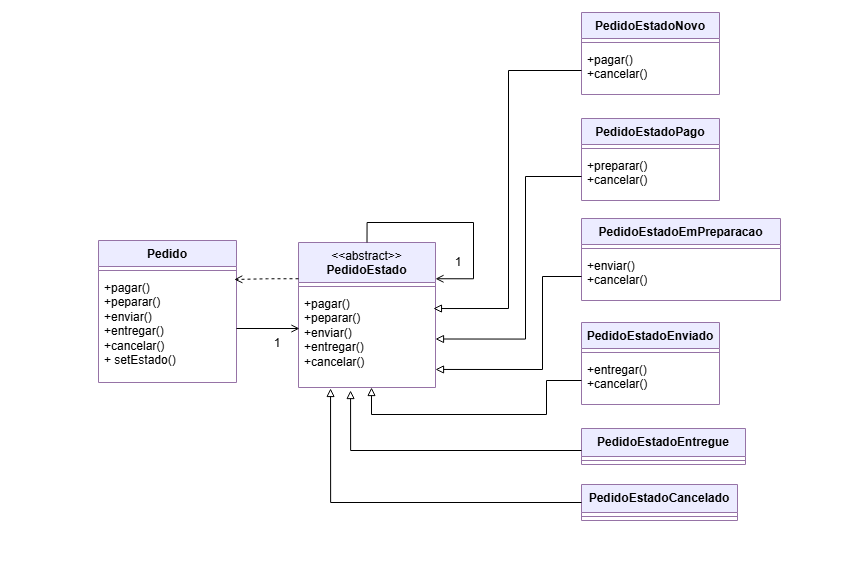 Pedido
+pagar()
+peparar()
+enviar()
+entregar()
+cancelar()
+ setEstado()
1
<<abstract>>
PedidoEstado
+pagar()
+peparar()
+enviar()
+entregar()
+cancelar()
1
PedidoEstadoNovo
+pagar()
+cancelar()
PedidoEstadoPago
+preparar()
+cancelar()
PedidoEstadoEmPreparacao
+enviar()
+cancelar()
PedidoEstadoEnviado
+entregar()
+cancelar()
PedidoEstadoEntregue
PedidoEstadoCancelado